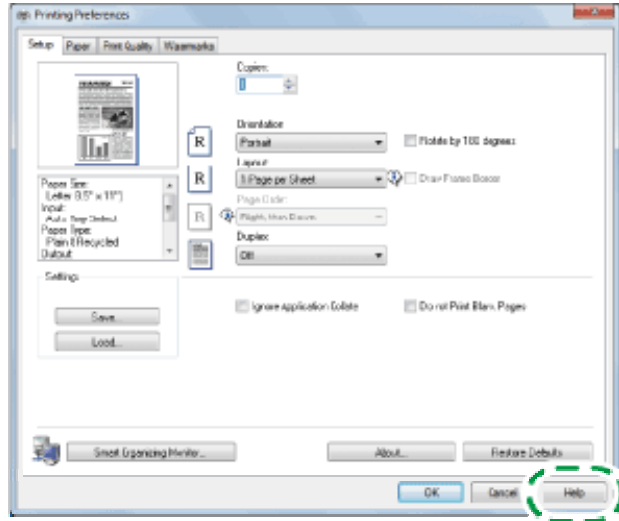 Printing Preferences
Setup Paper Print Quality Watermarks
Copies:
1
Orientation:
Portrait
Rotate by 180 degrees
Layout:
1 Page per Sheet
Draw Frame Border
Page Order:
Right, then Down
Duplex:
Off
Paper Size:
Letter (8.5" x 11")
Input:
Auto Tray Select
Paper Type:
Plain & Recycled
Output:
R
R
R
Settings
Save...
Load...
Ignore Application Collate
Do not Print Blank Pages
Smart Organizing Monitor...
About...
Restore Defaults
OK
Cancel
Help